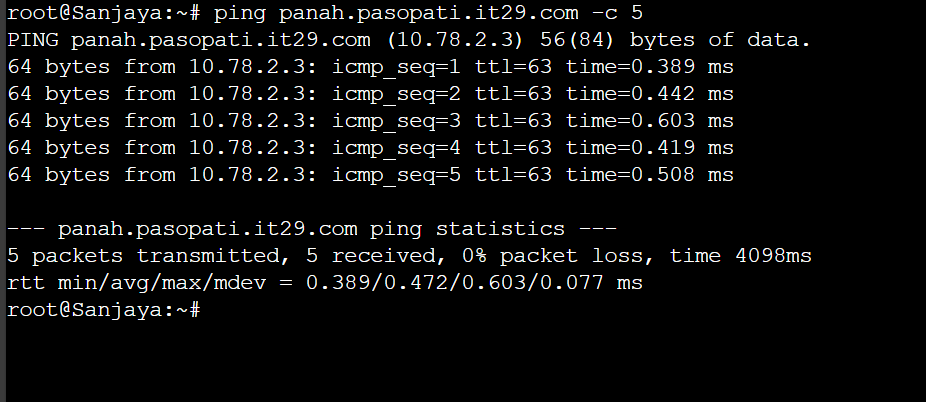 root@Sanjaya:~# ping panah.pasopati.it29.com -c 5
PING panah.pasopati.it29.com (10.78.2.3) 56(84) bytes of data.
64 bytes from 10.78.2.3: icmp_seq=1 ttl=63 time=0.389 ms
64 bytes from 10.78.2.3: icmp_seq=2 ttl=63 time=0.442 ms
64 bytes from 10.78.2.3: icmp_seq=3 ttl=63 time=0.603 ms
64 bytes from 10.78.2.3: icmp_seq=4 ttl=63 time=0.419 ms
64 bytes from 10.78.2.3: icmp_seq=5 ttl=63 time=0.508 ms

--- panah.pasopati.it29.com ping statistics ---
5 packets transmitted, 5 received, 0% packet loss, time 4098ms
rtt min/avg/max/mdev = 0.389/0.472/0.603/0.077 ms
root@Sanjaya:~#